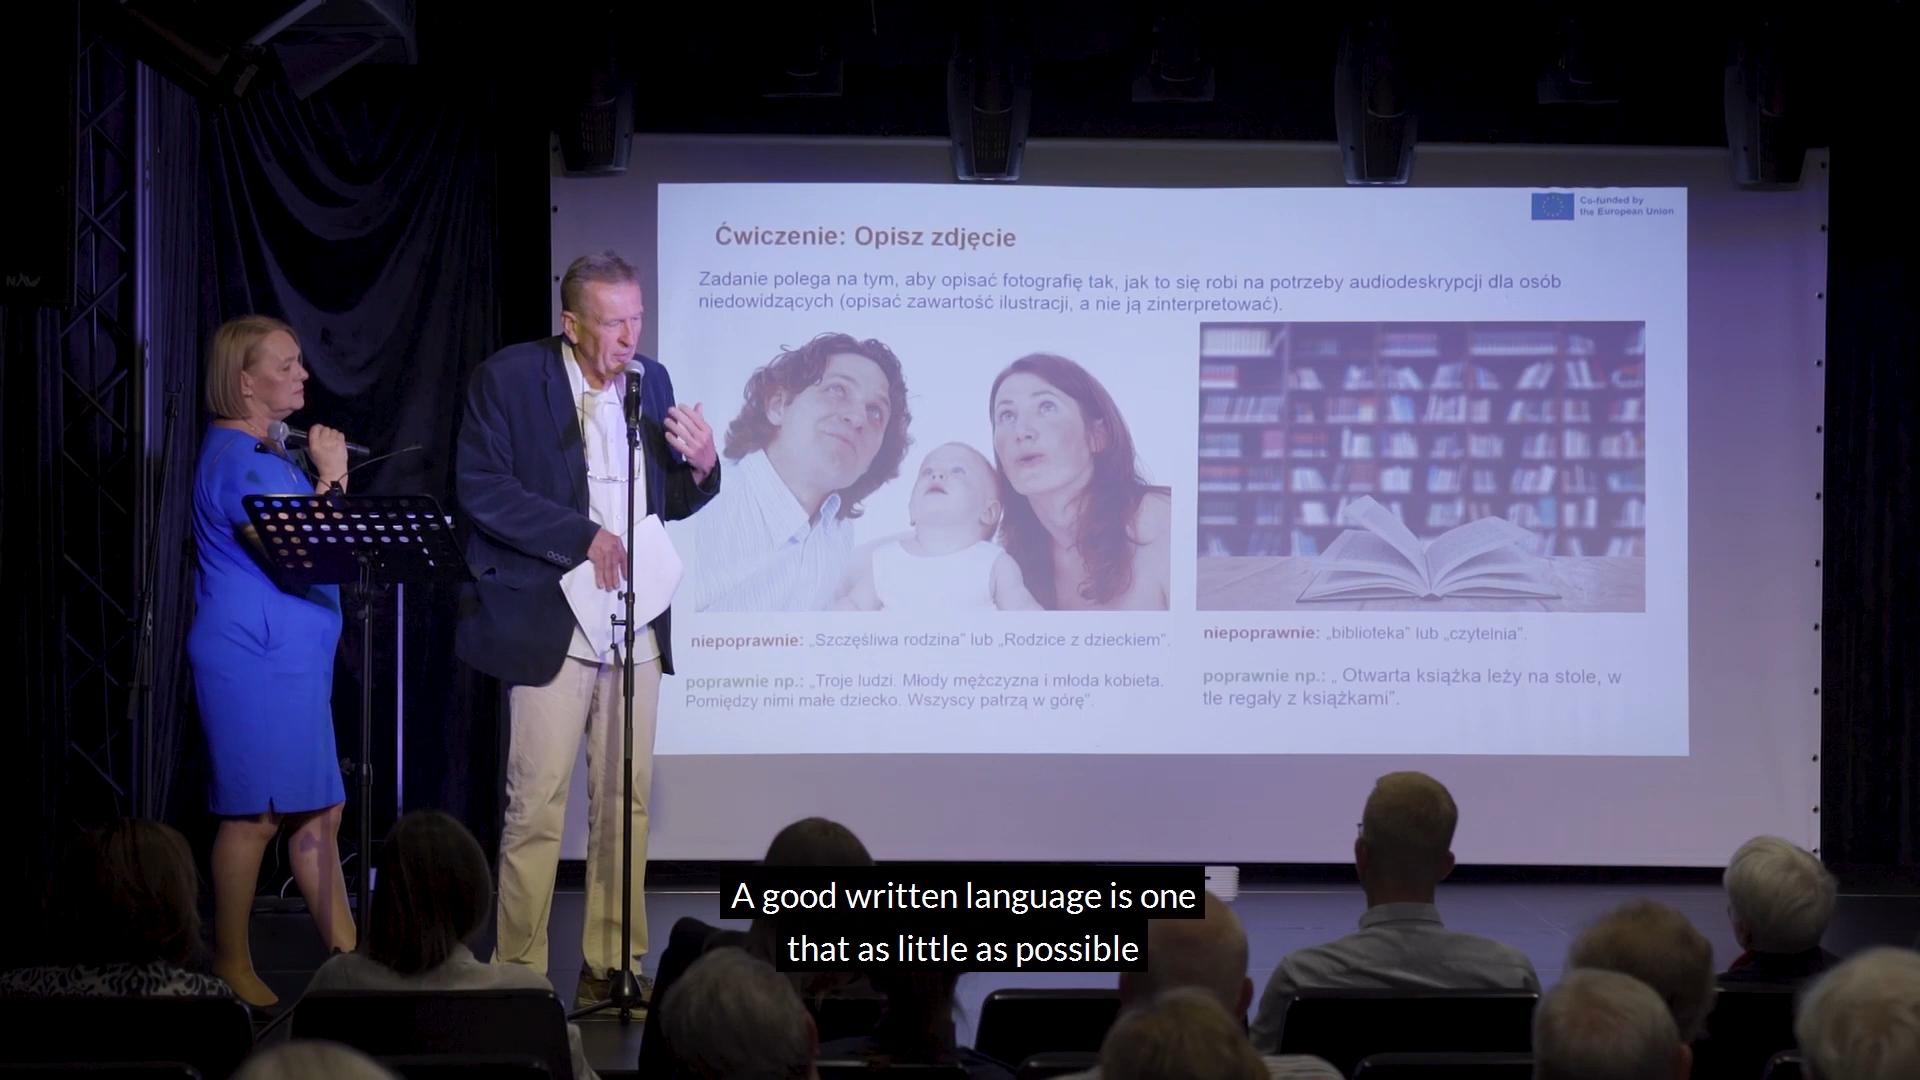 Co-funded by
the European Union
Ćwiczenie: Opisz zdjęcie
Zadanie polega na tym, aby opisać fotografię tak, jak to się robi na potrzeby audiodeskrypcji dla osób
niedowidzących (opisać zawartość ilustracji, a nie ją zinterpretować).
niepoprawnie: „Szczęśliwa rodzina” lub „Rodzice z dzieckiem”.
poprawnie np.: „Troje ludzi. Młody mężczyzna i młoda kobieta.
Pomiędzy nimi małe dziecko. Wszyscy patrzą w górę”.
niepoprawnie: „biblioteka” lub „czytelnia”.
poprawnie np.: „ Otwarta książka leży na stole, w
tle regały z książkami”.
A good written language is one
that as little as possible